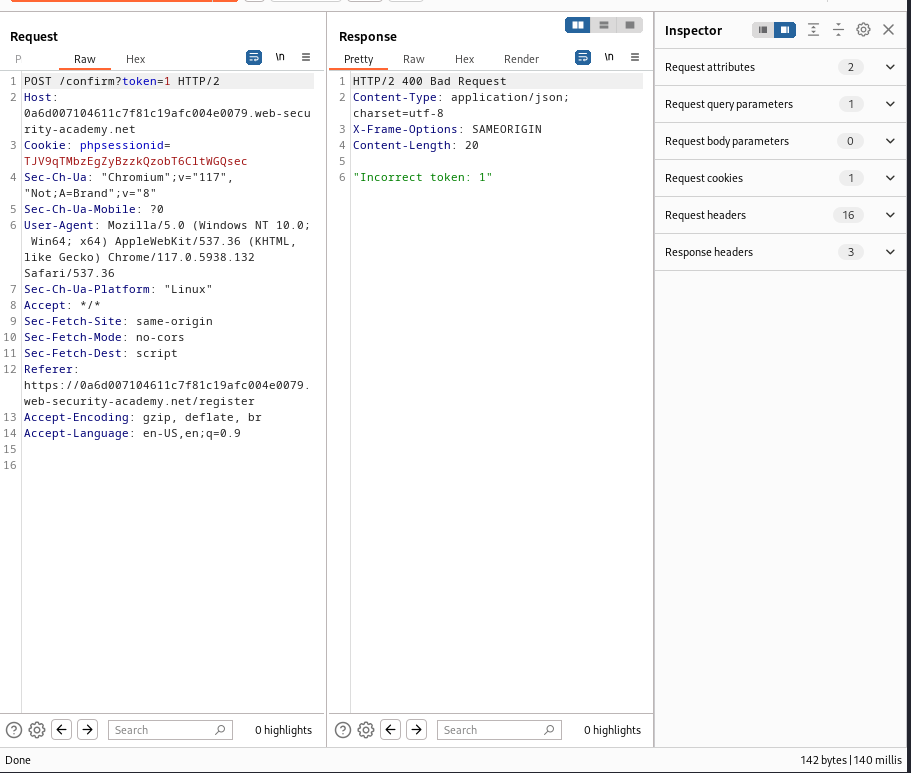 Request
P Raw Hex \n
1 POST /confirm?token=1 HTTP/2
2 Host:
0a6d007104611c7f81c19afc004e0079.web-secu
rity-academy.net
3 Cookie: phpsessionid=
TJV9qTMbzEgZyBzzkQzobT6CltWGQsec
4 Sec-Ch-Ua: "Chromium";v="117",
"Not;A=Brand";v="8"
5 Sec-Ch-Ua-Mobile: ?0
6 User-Agent: Mozilla/5.0 (Windows NT 10.0;
Win64; x64) AppleWebKit/537.36 (KHTML,
like Gecko) Chrome/117.0.5938.132
Safari/537.36
7 Sec-Ch-Ua-Platform: "Linux"
8 Accept: */*
9 Sec-Fetch-Site: same-origin
10 Sec-Fetch-Mode: no-cors
11 Sec-Fetch-Dest: script
12 Referer:
https://0a6d007104611c7f81c19afc004e0079.
web-security-academy.net/register
13 Accept-Encoding: gzip, deflate, br
14 Accept-Language: en-US,en;q=0.9
15
16
Search 0 highlights
Response
Pretty Raw Hex Render \n
1 HTTP/2 400 Bad Request
2 Content-Type: application/json;
charset=utf-8
3 X-Frame-Options: SAMEORIGIN
4 Content-Length: 20
5
6 "Incorrect token: 1"
Search 0 highlights
Inspector
Request attributes 2
Request query parameters 1
Request body parameters 0
Request cookies 1
Request headers 16
Response headers 3
Done
142 bytes | 140 millis